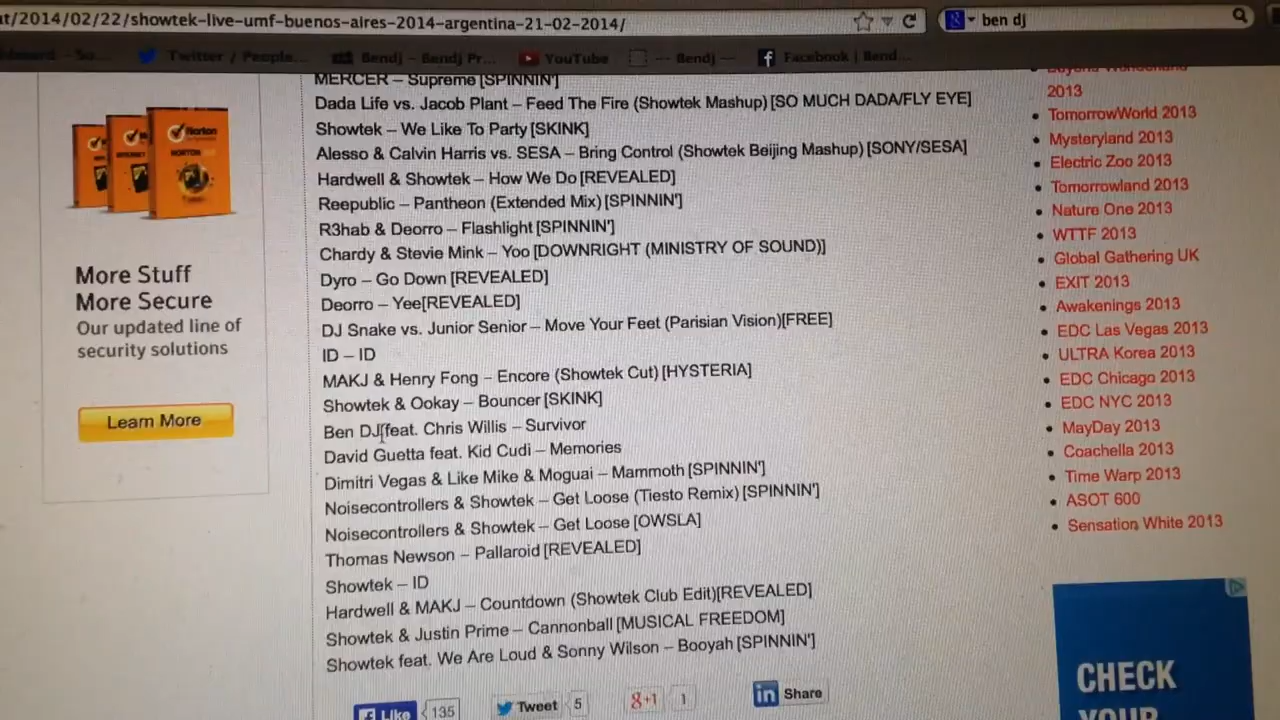 t/2014/02/22/showtek-live-umf-buenos-aires-2014-argentina-21-02-2014/
ben dj
Twitter / People...
Bendj – Bendj Pr...
YouTube
Bendj
Facebook | Bend...
MERCER – Supreme [SPINNIN']
Dada Life vs. Jacob Plant – Feed The Fire (Showtek Mashup) [SO MUCH DADA/FLY EYE]
Showtek – We Like To Party [SKINK]
Alesso & Calvin Harris vs. SESA – Bring Control (Showtek Beijing Mashup) [SONY/SESA]
Hardwell & Showtek – How We Do [REVEALED]
Reepublic – Pantheon (Extended Mix) [SPINNIN']
R3hab & Deorro – Flashlight [SPINNIN']
Chardy & Stevie Mink – Yoo [DOWNRIGHT (MINISTRY OF SOUND)]
Dyro – Go Down [REVEALED]
Deorro – Yee[REVEALED]
DJ Snake vs. Junior Senior – Move Your Feet (Parisian Vision)[FREE]
ID – ID
MAKJ & Henry Fong – Encore (Showtek Cut) [HYSTERIA]
Showtek & Ookay – Bouncer [SKINK]
Ben DJ feat. Chris Willis – Survivor
David Guetta feat. Kid Cudi – Memories
Dimitri Vegas & Like Mike & Moguai – Mammoth [SPINNIN']
Noisecontrollers & Showtek – Get Loose (Tiesto Remix) [SPINNIN']
Noisecontrollers & Showtek – Get Loose [OWSLA]
Thomas Newson – Pallaroid [REVEALED]
Showtek – ID
Hardwell & MAKJ – Countdown (Showtek Club Edit)[REVEALED]
Showtek & Justin Prime – Cannonball [MUSICAL FREEDOM]
Showtek feat. We Are Loud & Sonny Wilson – Booyah [SPINNIN']
Like 135
Tweet 5
g+1 1
in Share
Norton
NORTON
More Stuff
More Secure
Our updated line of
security solutions
Learn More
2013
TomorrowWorld 2013
Mysteryland 2013
Electric Zoo 2013
Tomorrowland 2013
Nature One 2013
WTTF 2013
Global Gathering UK
EXIT 2013
Awakenings 2013
EDC Las Vegas 2013
ULTRA Korea 2013
EDC Chicago 2013
EDC NYC 2013
MayDay 2013
Coachella 2013
Time Warp 2013
ASOT 600
Sensation White 2013
CHECK
YOUR